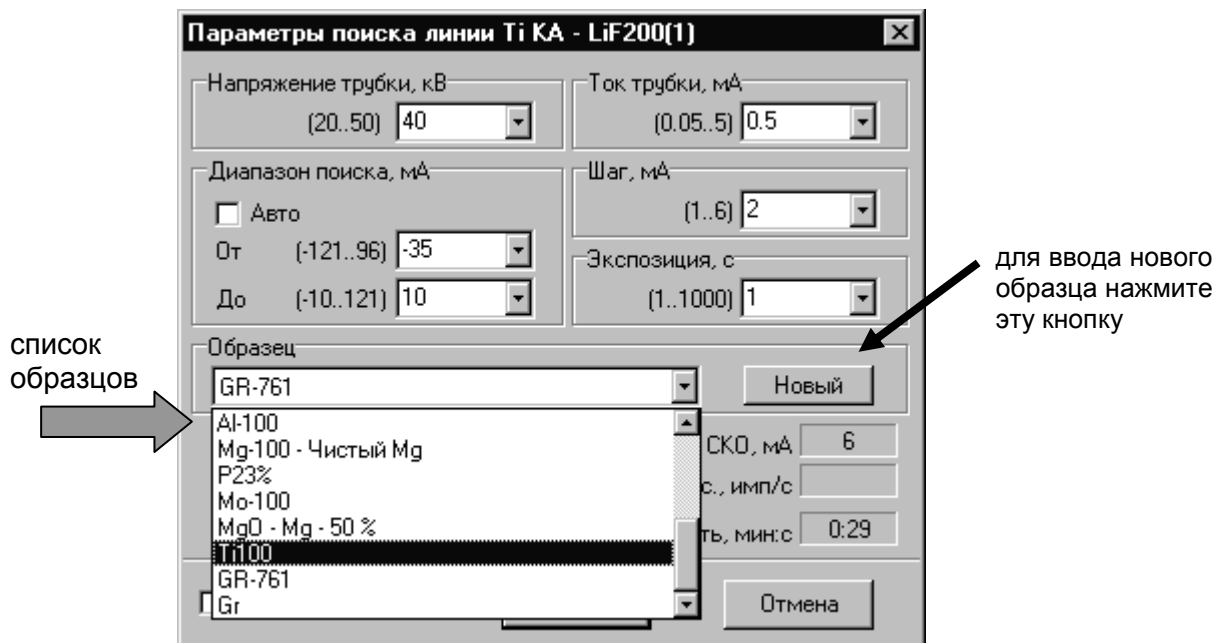 Параметры поиска линии Ti KA - LiF200(1)
Напряжение трубки, кВ
(20..50) 40
Ток трубки, мА
(0.05..5) 0.5
Диапазон поиска, мА
Авто
От (-121..96) -35
До (-10..121) 10
Шаг, мА
(1..6) 2
Экспозиция, с
(1..1000) 1
для ввода нового
образца нажмите
эту кнопку
список
образцов
Образец
GR-761
Новый
Al-100
Mg-100 - Чистый Mg
P23%
Mo-100
MgO - Mg - 50 %
Ti100
GR-761
Gr
СКО, мА 6
с., имп/с
ть, мин:с 0:29
Отмена